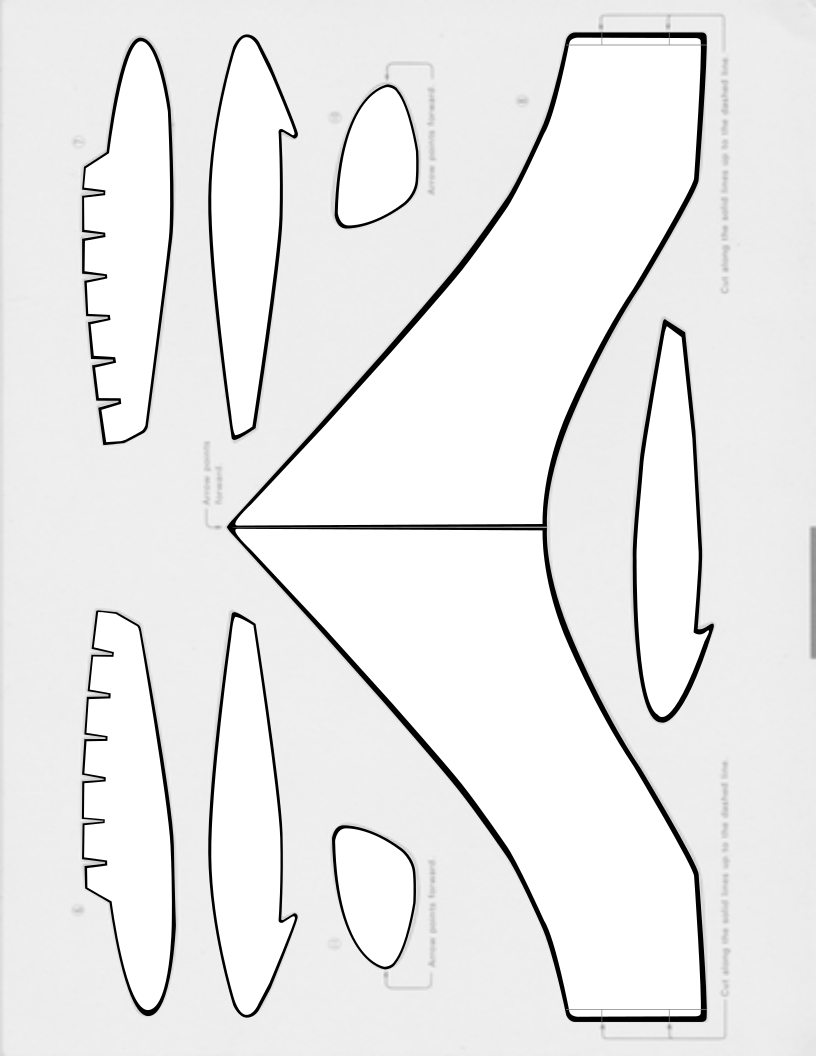 Arrow points forward.
Cut along the solid lines up to the dashed line.
Arrow points
forward.
Arrow points forward.
Cut along the solid lines up to the dashed line.
7
8
6